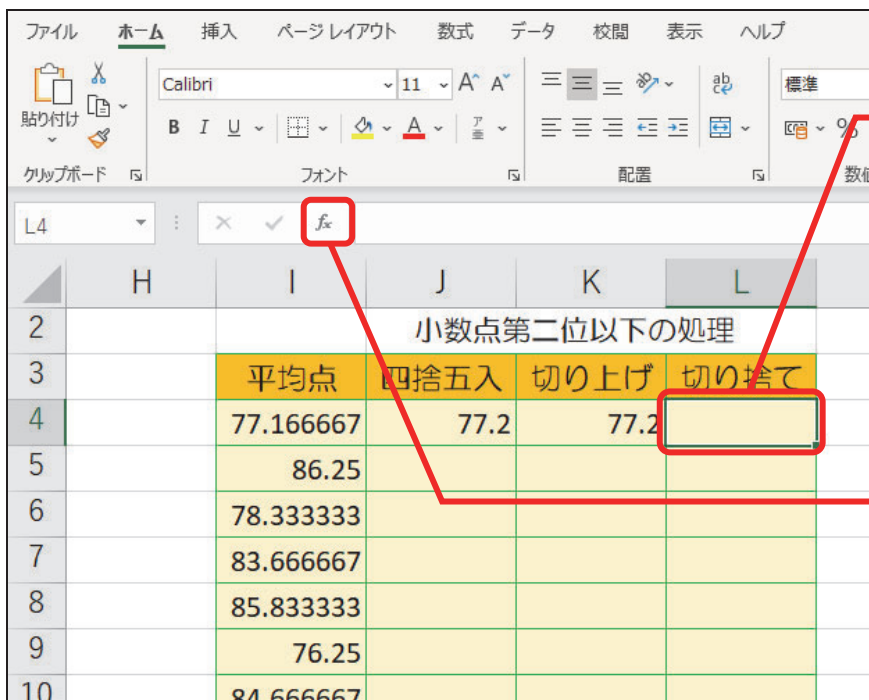 ファイル ホーム 挿入 ページ レイアウト 数式 データ 校閲 表示 ヘルプ
Calibri 11 A^ A˅ ab 標準
貼り付け B I U A ア亜 %
クリップボード フォント 配置 数値
L4 fx
H I J K L
2 小数点第二位以下の処理
3 平均点 四捨五入 切り上げ 切り捨て
4 77.166667 77.2 77.2
5 86.25
6 78.333333
7 83.666667
8 85.833333
9 76.25
10 84.666667